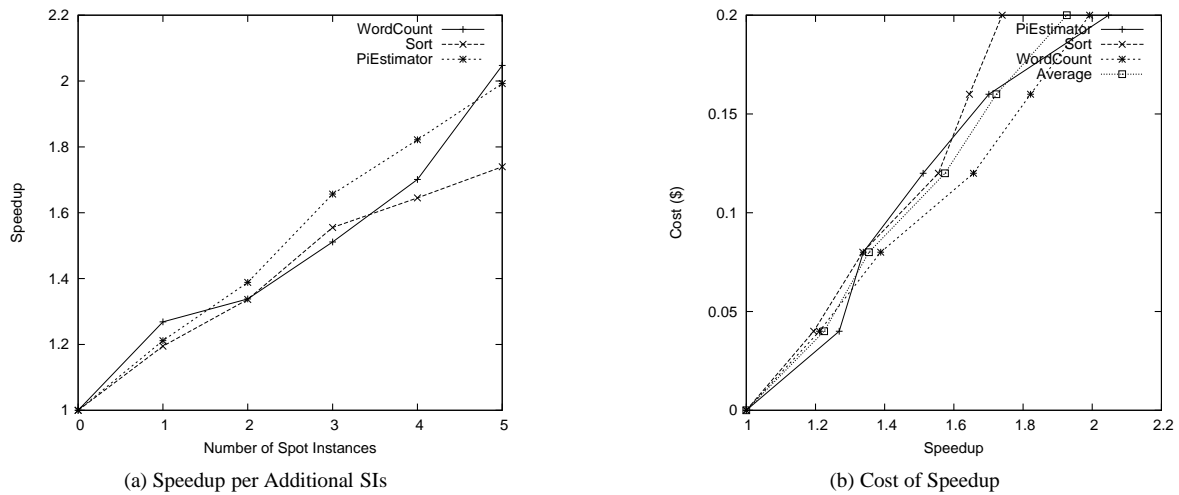 2.2
2
1.8
1.6
1.4
1.2
1
0
1
2
3
4
5
Speedup
Number of Spot Instances
WordCount
Sort
PiEstimator
(a) Speedup per Additional SIs
0.2
0.15
0.1
0.05
0
1
1.2
1.4
1.6
1.8
2
2.2
Cost ($)
Speedup
PiEstimator
Sort
WordCount
Average
(b) Cost of Speedup